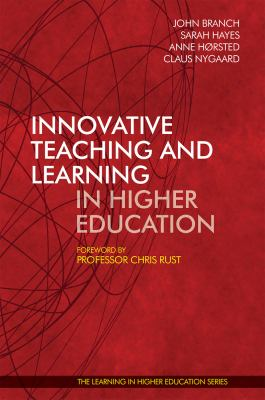 JOHN BRANCH
SARAH HAYES
ANNE HØRSTED
CLAUS NYGAARD
INNOVATIVE
TEACHING AND
LEARNING
IN HIGHER
EDUCATION
FOREWORD BY
PROFESSOR CHRIS RUST
THE LEARNING IN HIGHER EDUCATION SERIES